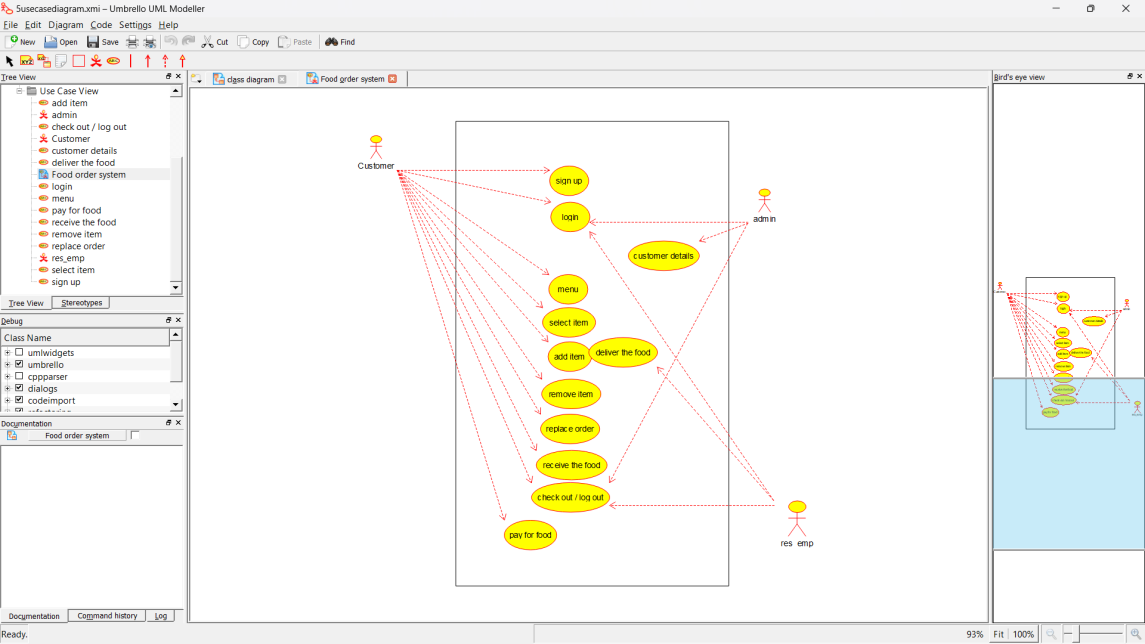 5usecasediagram.xmi – Umbrello UML Modeller
File Edit Diagram Code Settings Help
New Open Save Cut Copy Paste Find
Tree View
class diagram
Food order system
Bird's eye view
Use Case View
add item
admin
check out / log out
Customer
customer details
deliver the food
Food order system
login
menu
pay for food
receive the food
remove item
replace order
res_emp
select item
sign up
Tree View Stereotypes
Debug
Class Name
umlwidgets
umbrello
cppparser
dialogs
codeimport
Documentation
Food order system
Documentation Command history Log
Customer
sign up
login
admin
customer details
menu
select item
add item
deliver the food
remove item
replace order
receive the food
check out / log out
pay for food
res emp
Ready.
93% Fit 100%